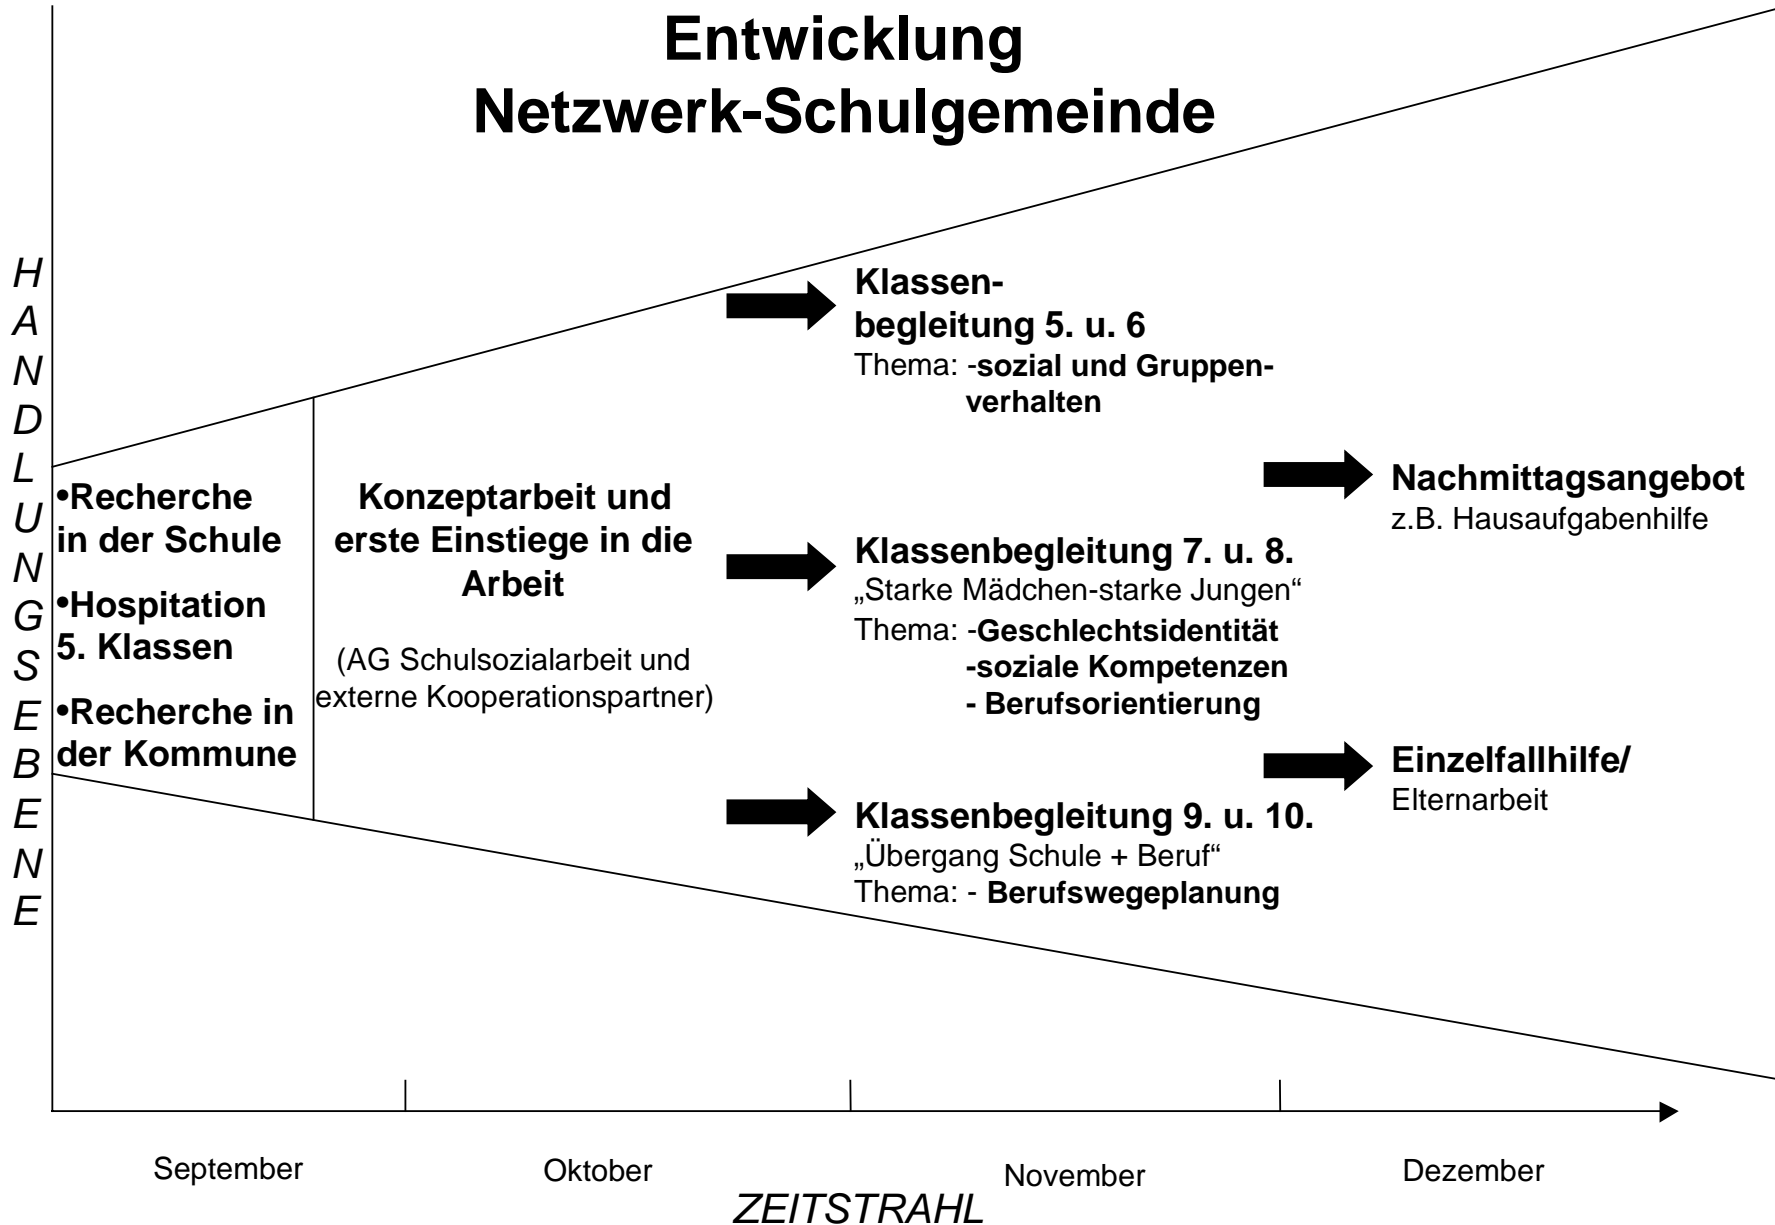 Entwicklung
Netzwerk-Schulgemeinde
HANDLUNGSEBENE
•Recherche
in der Schule
•Hospitation
5. Klassen
•Recherche in
der Kommune
Konzeptarbeit und
erste Einstiege in die
Arbeit
(AG Schulsozialarbeit und
externe Kooperationspartner)
Klassen-
begleitung 5. u. 6
Thema: -sozial und Gruppen-
verhalten
Klassenbegleitung 7. u. 8.
„Starke Mädchen-starke Jungen“
Thema: -Geschlechtsidentität
-soziale Kompetenzen
- Berufsorientierung
Klassenbegleitung 9. u. 10.
„Übergang Schule + Beruf“
Thema: - Berufswegeplanung
Nachmittagsangebot
z.B. Hausaufgabenhilfe
Einzelfallhilfe/
Elternarbeit
September
Oktober
November
Dezember
ZEITSTRAHL